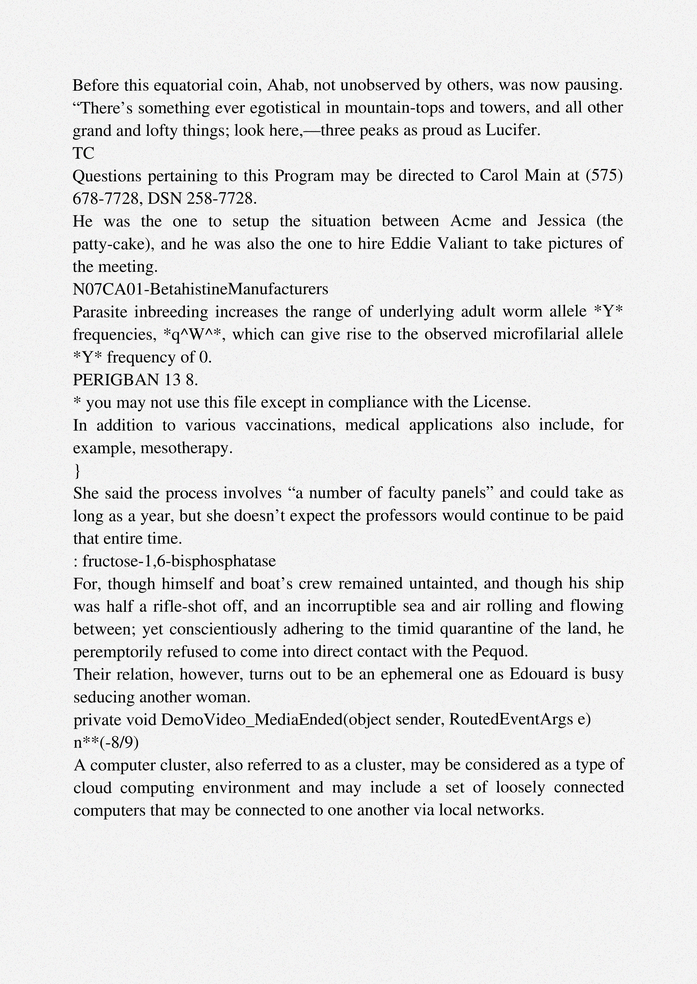 Before this equatorial coin, Ahab, not unobserved by others, was now pausing.
“There’s something ever egotistical in mountain-tops and towers, and all other
grand and lofty things; look here,—three peaks as proud as Lucifer.
TC
Questions pertaining to this Program may be directed to Carol Main at (575)
678-7728, DSN 258-7728.
He was the one to setup the situation between Acme and Jessica (the
patty-cake), and he was also the one to hire Eddie Valiant to take pictures of
the meeting.
N07CA01-BetahistineManufacturers
Parasite inbreeding increases the range of underlying adult worm allele *Y*
frequencies, *q^W^*, which can give rise to the observed microfilarial allele
*Y* frequency of 0.
PERIGBAN 13 8.
* you may not use this file except in compliance with the License.
In addition to various vaccinations, medical applications also include, for
example, mesotherapy.
}
She said the process involves “a number of faculty panels” and could take as
long as a year, but she doesn’t expect the professors would continue to be paid
that entire time.
: fructose-1,6-bisphosphatase
For, though himself and boat’s crew remained untainted, and though his ship
was half a rifle-shot off, and an incorruptible sea and air rolling and flowing
between; yet conscientiously adhering to the timid quarantine of the land, he
peremptorily refused to come into direct contact with the Pequod.
Their relation, however, turns out to be an ephemeral one as Edouard is busy
seducing another woman.
private void DemoVideo_MediaEnded(object sender, RoutedEventArgs e)
n**(-8/9)
A computer cluster, also referred to as a cluster, may be considered as a type of
cloud computing environment and may include a set of loosely connected
computers that may be connected to one another via local networks.